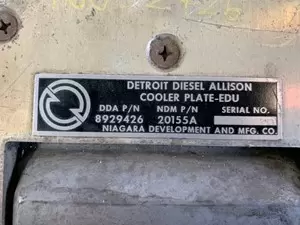 DETROIT DIESEL ALLISON
COOLER PLATE-EDU
DDA P/N NDM P/N SERIAL NO.
8929426 20155A
NIAGARA DEVELOPMENT AND MFG. CO.